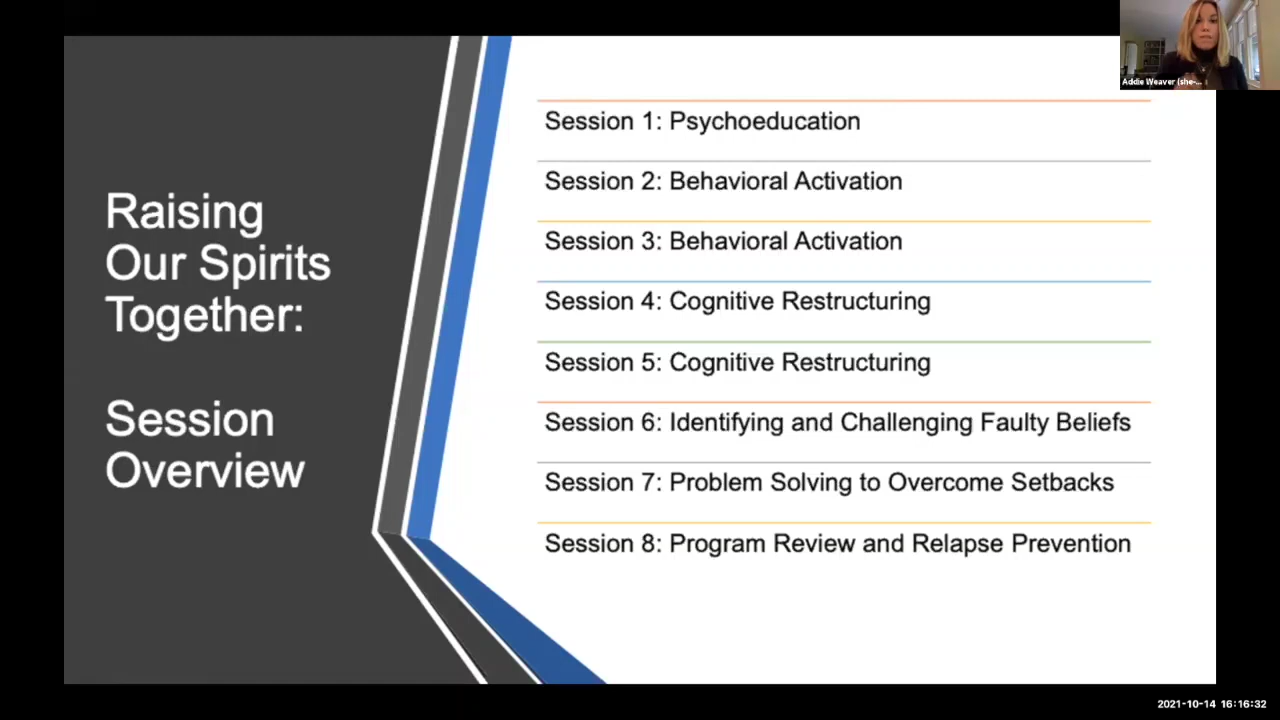 Addie Weaver (she-...
Raising
Our Spirits
Together:
Session
Overview
Session 1: Psychoeducation
Session 2: Behavioral Activation
Session 3: Behavioral Activation
Session 4: Cognitive Restructuring
Session 5: Cognitive Restructuring
Session 6: Identifying and Challenging Faulty Beliefs
Session 7: Problem Solving to Overcome Setbacks
Session 8: Program Review and Relapse Prevention
2021-10-14 16:16:32